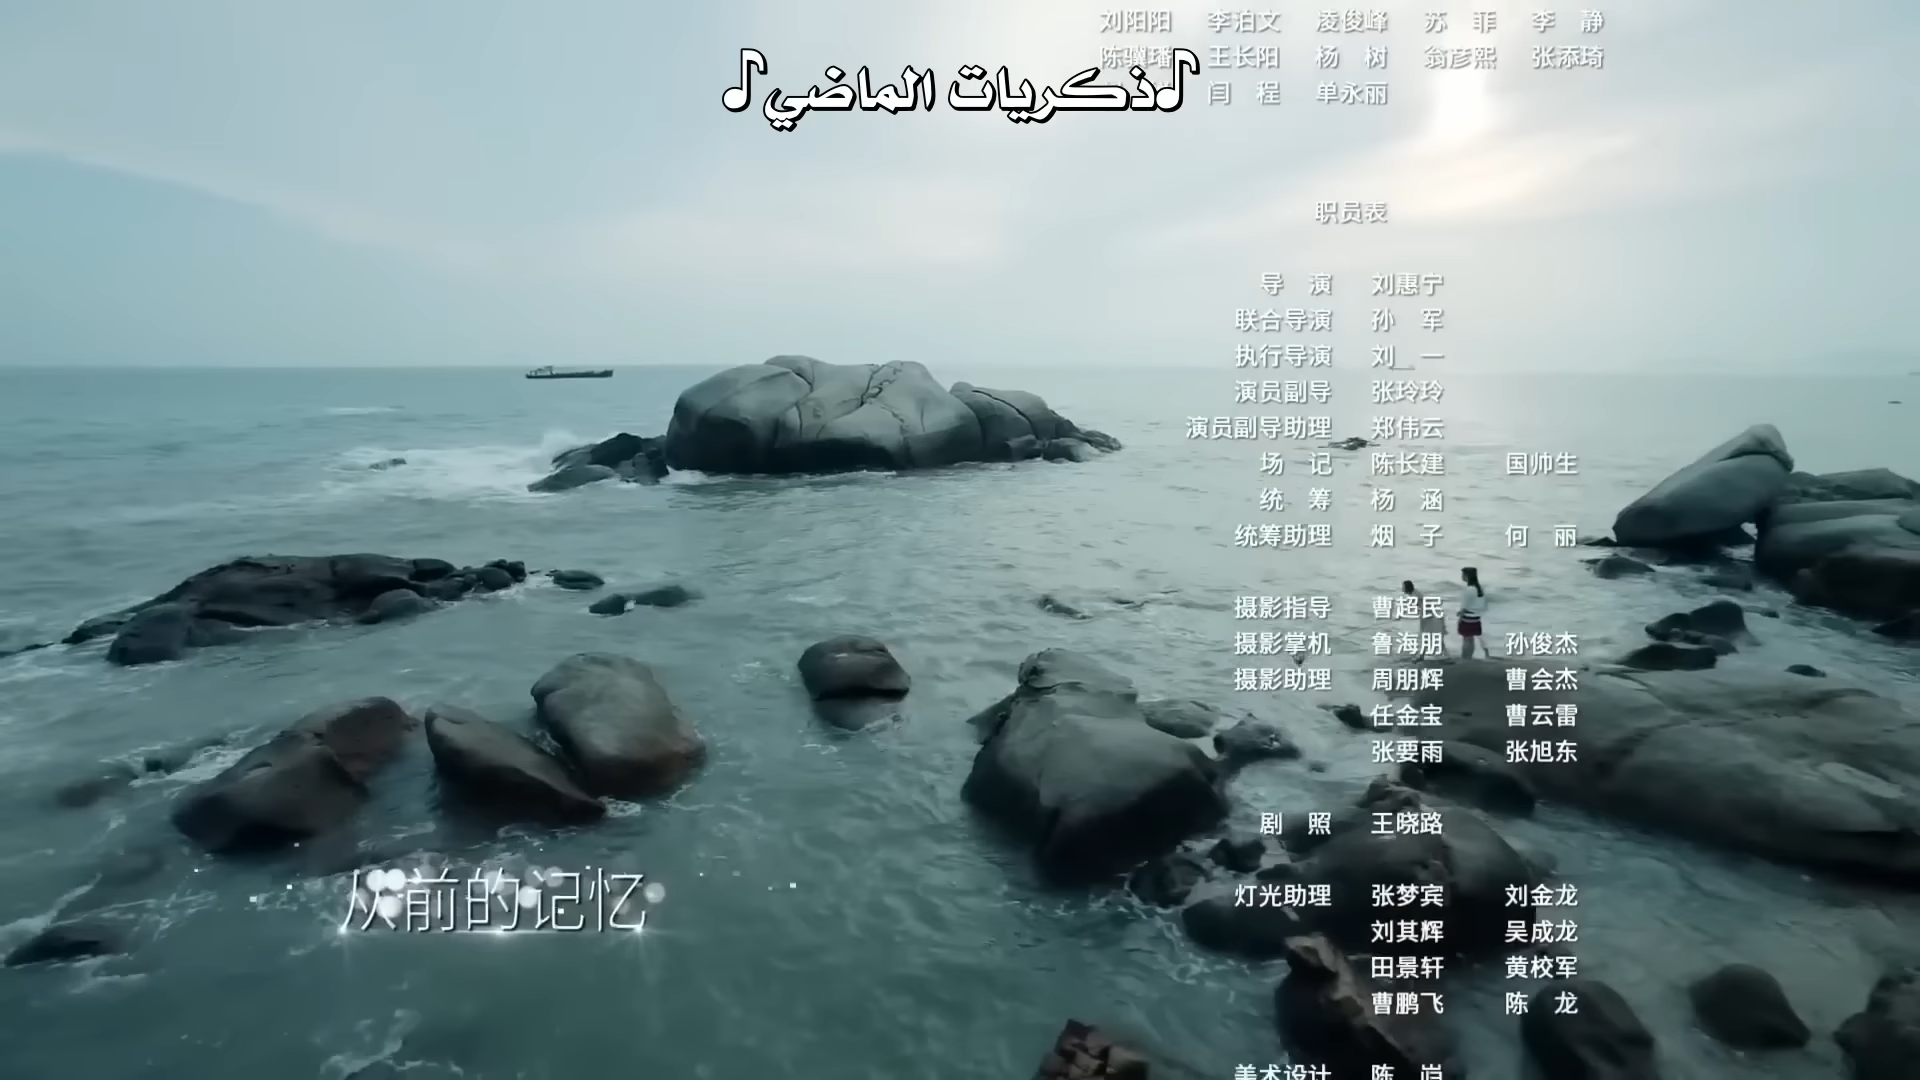 刘阳阳 李泊文 凌俊峰 苏 菲 李 静
陈骥璠 王长阳 杨 树 翁彦熙 张添琦
♪ذكريات الماضي♪
闫 程 单永丽
职员表
导 演 刘惠宁
联合导演 孙 军
执行导演 刘__一
演员副导 张玲玲
演员副导助理 郑伟云
场 记 陈长建 国帅生
统 筹 杨 涵
统筹助理 烟 子 何 丽
摄影指导 曹超民
摄影掌机 鲁海朋 孙俊杰
摄影助理 周朋辉 曹会杰
任金宝 曹云雷
张要雨 张旭东
剧 照 王晓路
灯光助理 张梦宾 刘金龙
从前的记忆
刘其辉 吴成龙
田景轩 黄校军
曹鹏飞 陈 龙
美术设计 陈